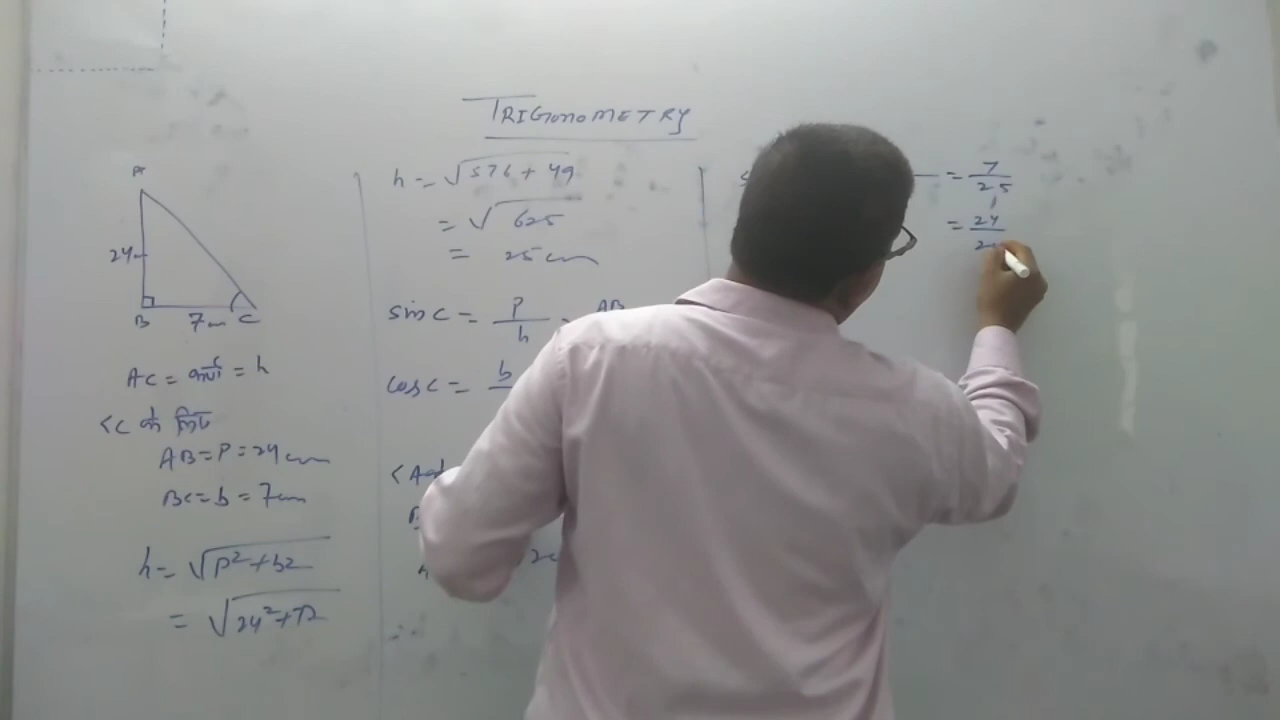 TRIGONOMETRY
A
24
B 7cm C
AC = कर्ण = h
<C के लिए
AB = P = 24 cm
BC = b = 7cm
h = √p²+b2
= √24²+72
h = √576 + 49
= √625
= 25 cm
sin C = P/h = AB
cos C = b
<A
= 7/25
= 24/2